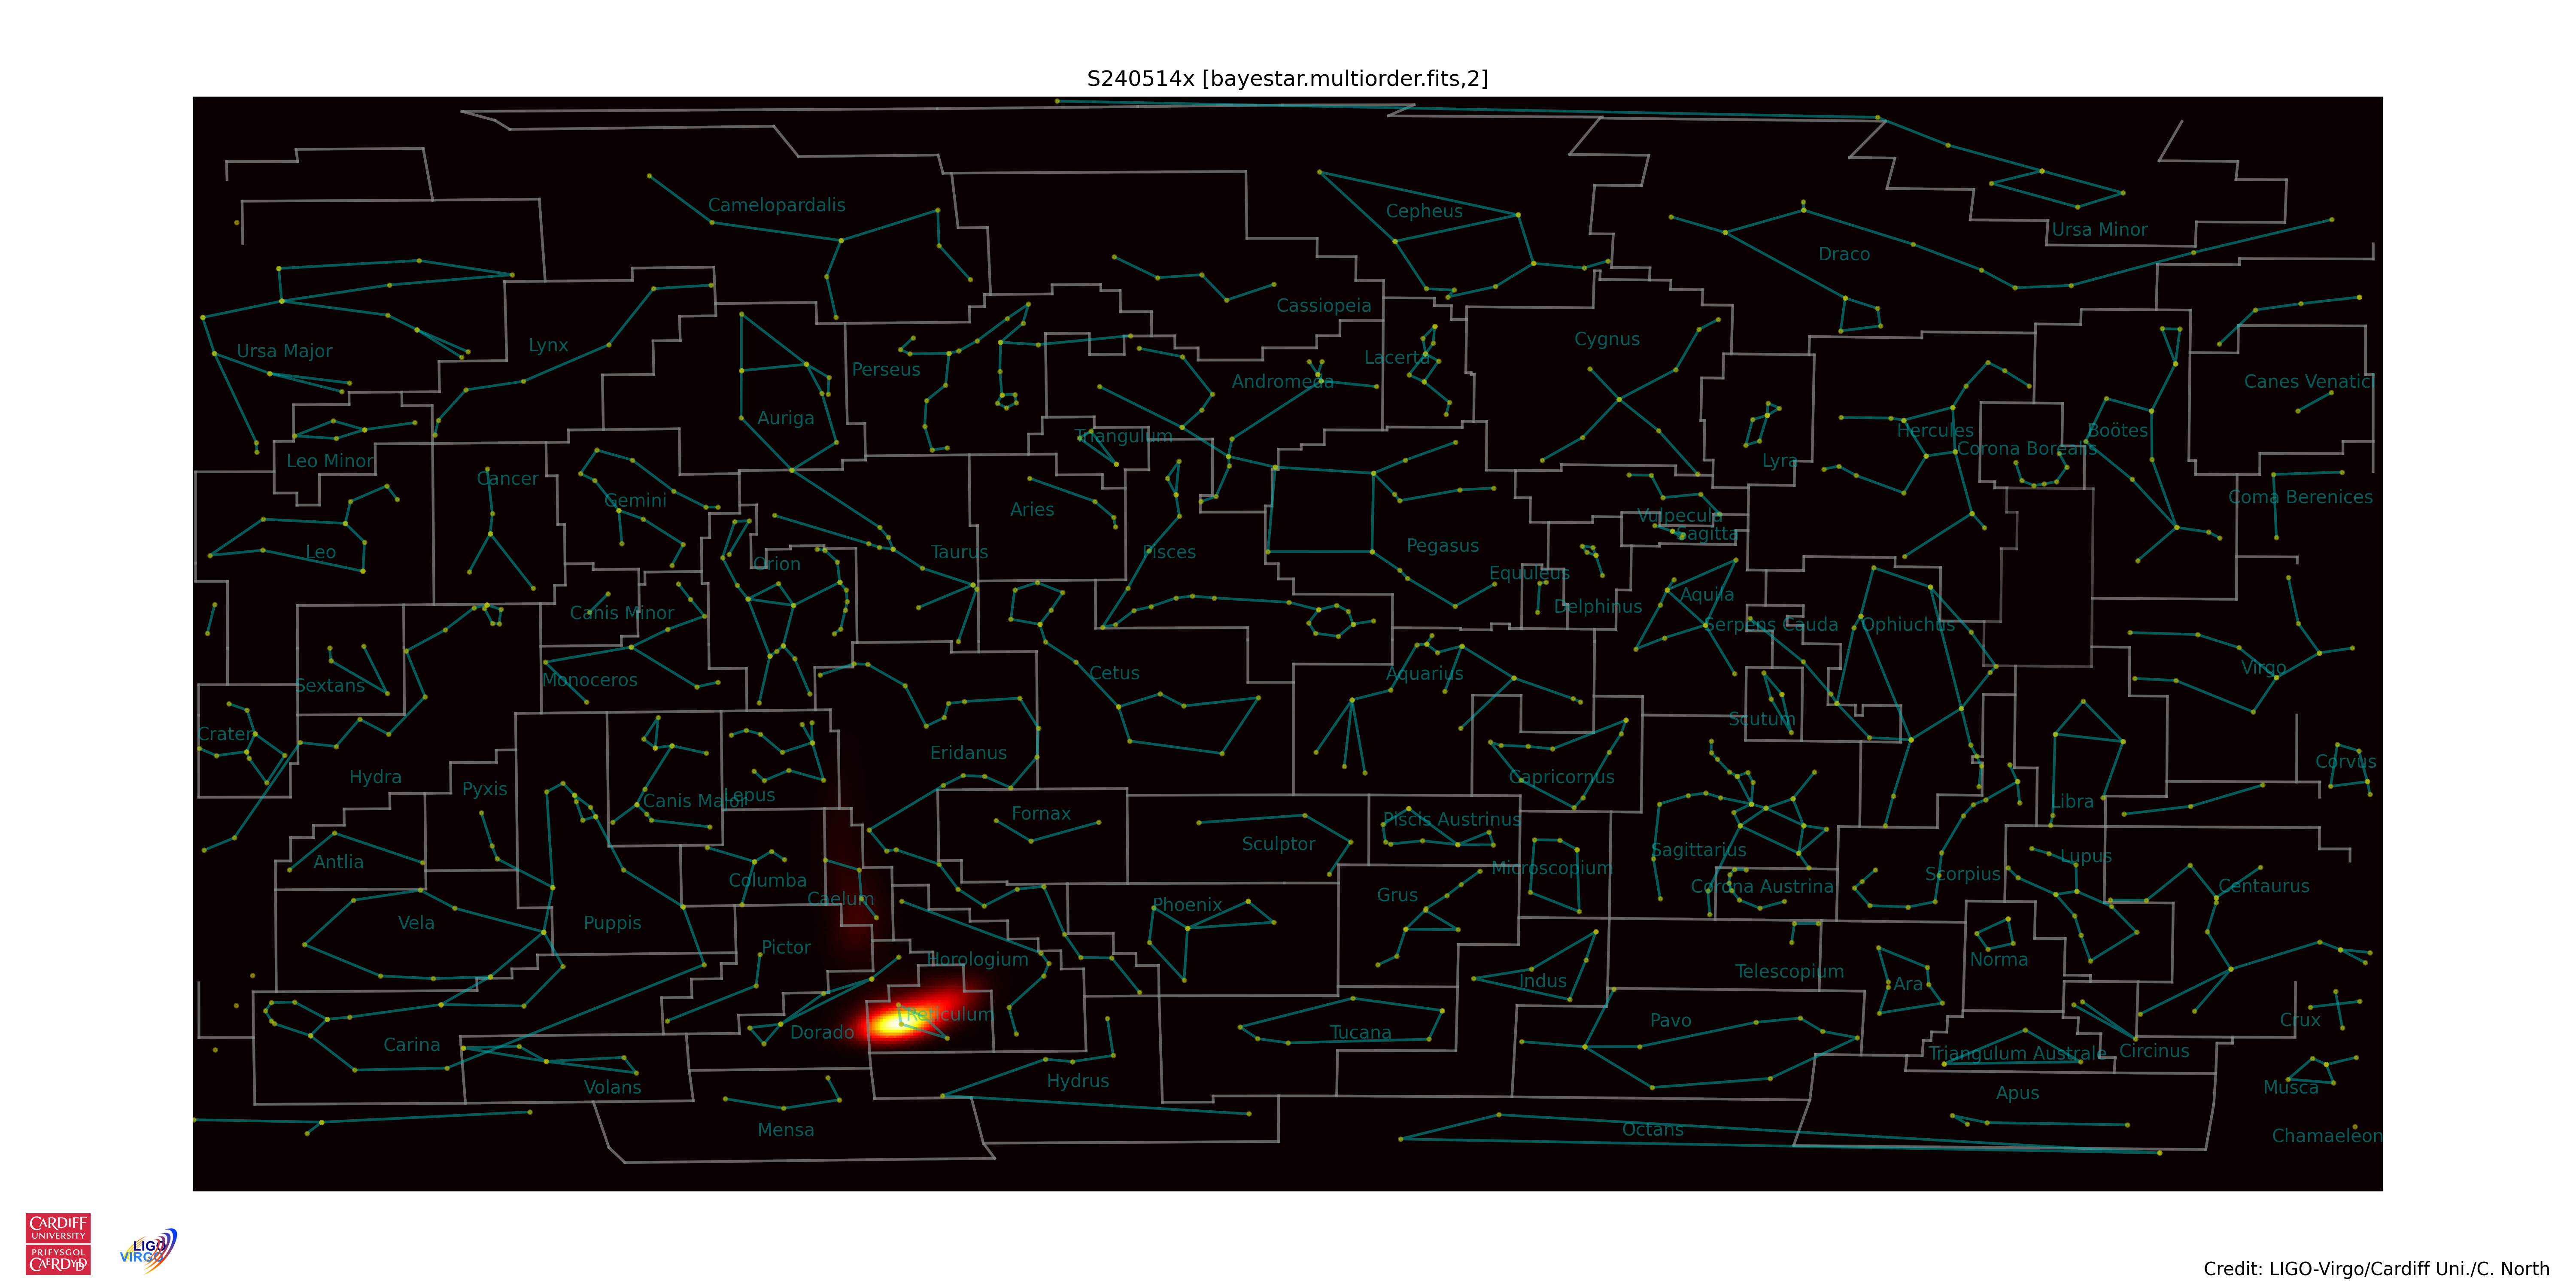 S240514x [bayestar.multiorder.fits,2]
Camelopardalis
Cepheus
Ursa Minor
Draco
Cassiopeia
Ursa Major
Lynx
Perseus
Andromeda
Lacerta
Cygnus
Canes Venatici
Auriga
Triangulum
Lyra
Hercules
Corona Borealis
Boötes
Leo Minor
Cancer
Gemini
Aries
Coma Berenices
Vulpecula
Sagitta
Leo
Orion
Taurus
Pisces
Pegasus
Equuleus
Delphinus
Aquila
Canis Minor
Serpens Cauda
Ophiuchus
Sextans
Monoceros
Cetus
Aquarius
Virgo
Crater
Scutum
Hydra
Pyxis
Canis Major
Lepus
Eridanus
Capricornus
Libra
Corvus
Fornax
Sculptor
Piscis Austrinus
Antlia
Columba
Caelum
Microscopium
Sagittarius
Corona Austrina
Scorpius
Lupus
Centaurus
Vela
Puppis
Phoenix
Grus
Pictor
Horologium
Indus
Telescopium
Ara
Norma
Carina
Dorado
Reticulum
Tucana
Pavo
Triangulum Australe
Circinus
Crux
Volans
Hydrus
Apus
Musca
Mensa
Octans
Chamaeleon
CARDIFF
UNIVERSITY
PRIFYSGOL
CAERDYDD
LIGO
VIRGO
Credit: LIGO-Virgo/Cardiff Uni./C. North